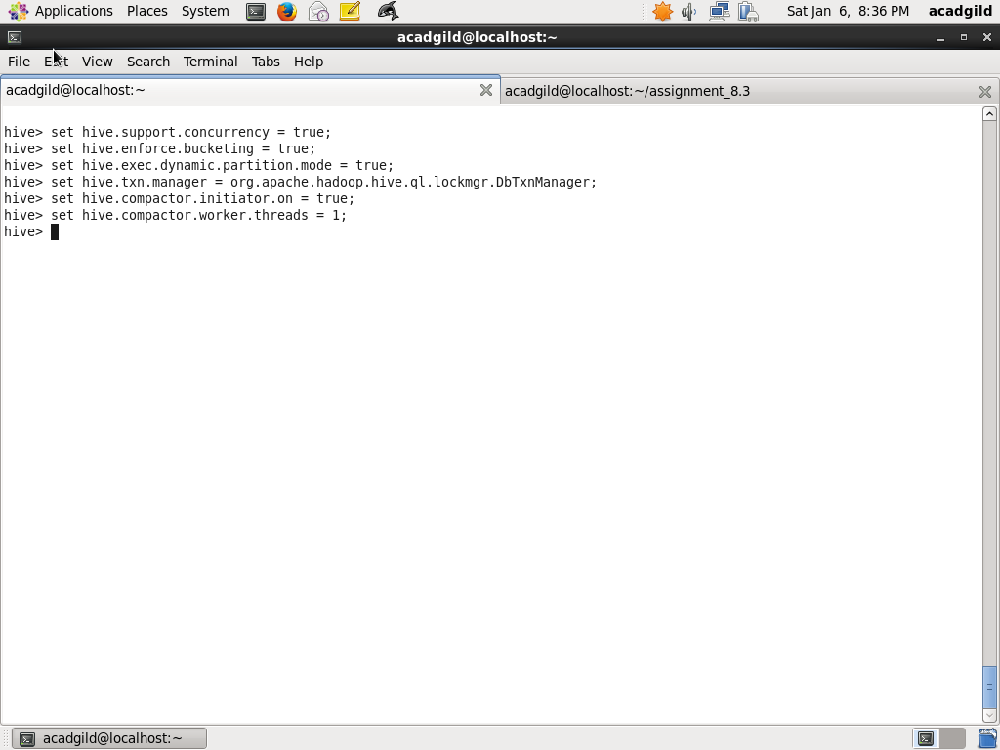 Applications Places System Sat Jan 6, 8:36 PM acadgild
acadgild@localhost:~
File Edit View Search Terminal Tabs Help
acadgild@localhost:~ acadgild@localhost:~/assignment_8.3
hive> set hive.support.concurrency = true;
hive> set hive.enforce.bucketing = true;
hive> set hive.exec.dynamic.partition.mode = true;
hive> set hive.txn.manager = org.apache.hadoop.hive.ql.lockmgr.DbTxnManager;
hive> set hive.compactor.initiator.on = true;
hive> set hive.compactor.worker.threads = 1;
hive>
acadgild@localhost:~